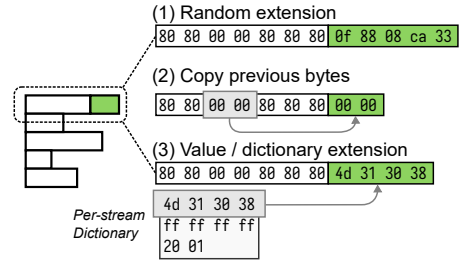 (1) Random extension
80 80 00 00 80 80 80 0f 88 08 ca 33
(2) Copy previous bytes
80 80 00 00 80 80 80 00 00
(3) Value / dictionary extension
80 80 00 00 80 80 80 4d 31 30 38
Per-stream
Dictionary
4d 31 30 38
ff ff ff ff
20 01